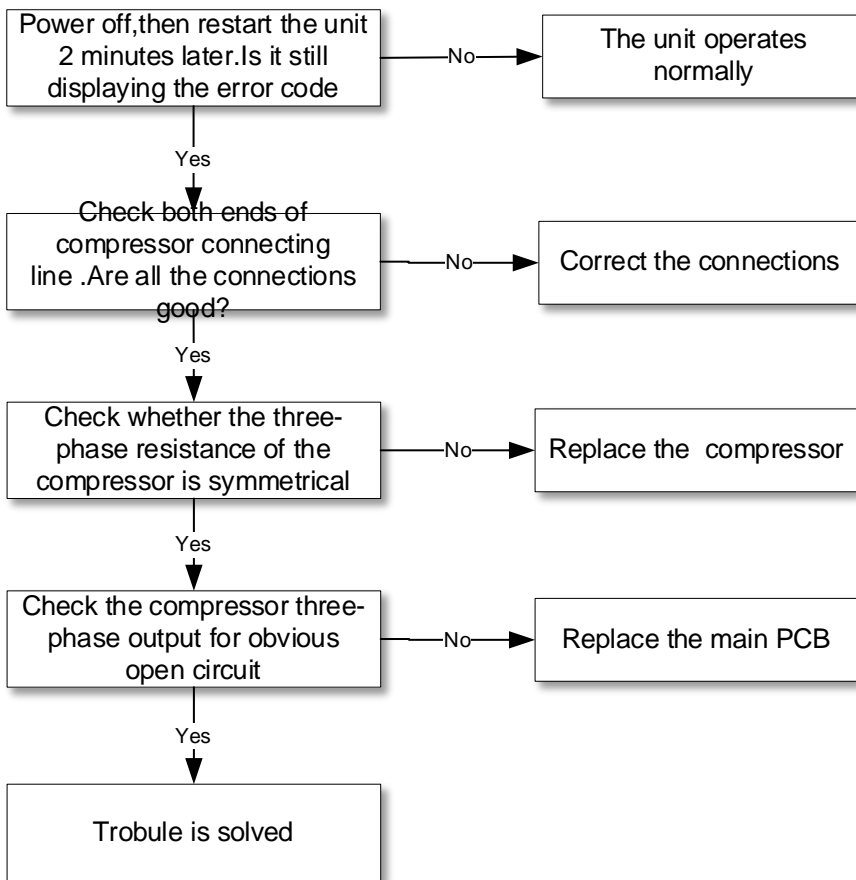 Power off,then restart the unit
2 minutes later.Is it still
displaying the error code
No
The unit operates
normally
Yes
Check both ends of
compressor connecting
line .Are all the connections
good?
No
Correct the connections
Yes
Check whether the three-
phase resistance of the
compressor is symmetrical
No
Replace the  compressor
Yes
Check the compressor three-
phase output for obvious
open circuit
No
Replace the main PCB
Yes
Trobule is solved